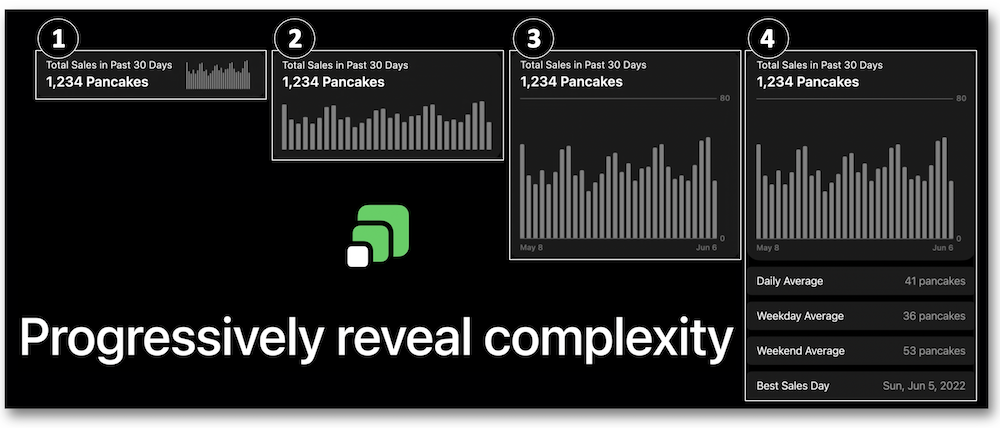 1
Total Sales in Past 30 Days
1,234 Pancakes
2
Total Sales in Past 30 Days
1,234 Pancakes
3
Total Sales in Past 30 Days
1,234 Pancakes
80
0
May 8
Jun 6
4
Total Sales in Past 30 Days
1,234 Pancakes
80
0
May 8
Jun 6
Daily Average 41 pancakes
Weekday Average 36 pancakes
Weekend Average 53 pancakes
Best Sales Day Sun, Jun 5, 2022
Progressively reveal complexity